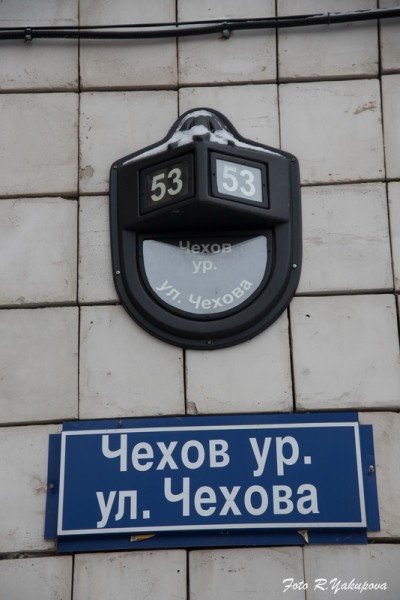 53 53
Чехов
ур.
ул. Чехова
Чехов ур.
ул. Чехова
Foto R.Yakupova